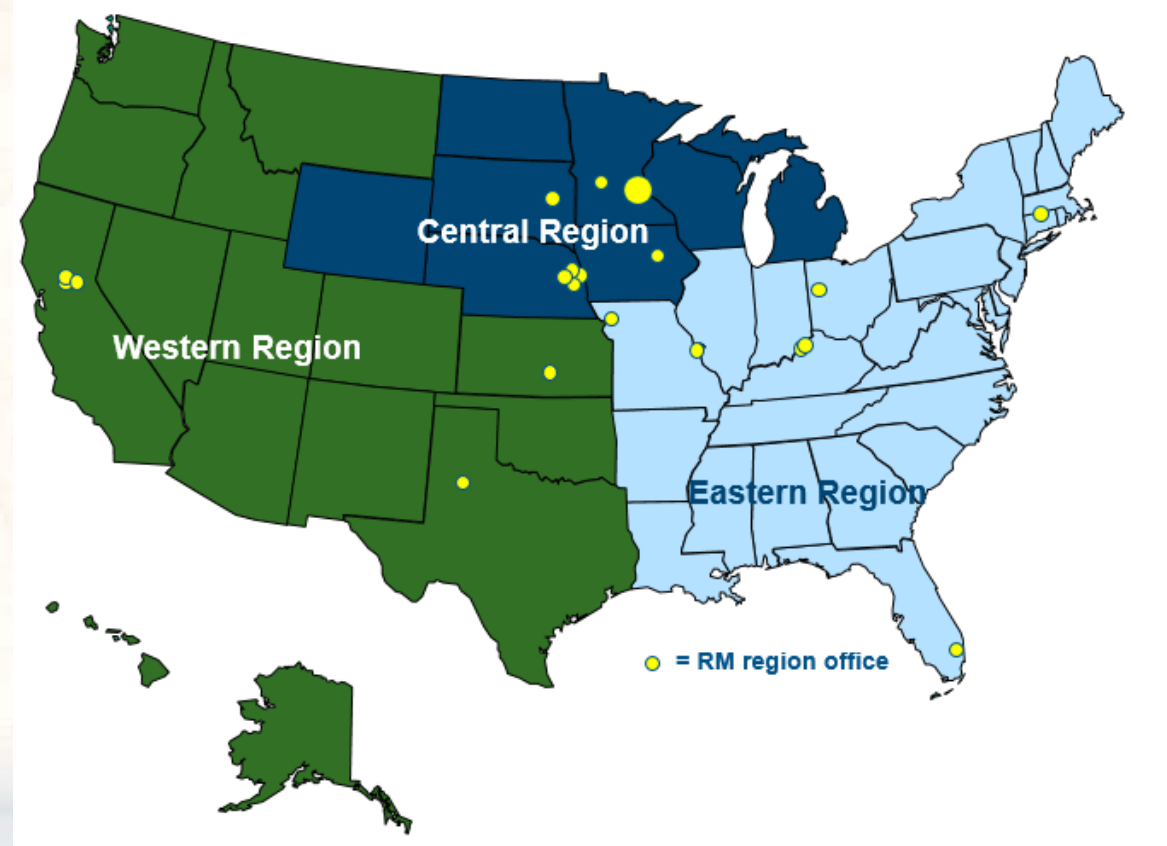 Central Region
Western Region
Eastern Region
= RM region office